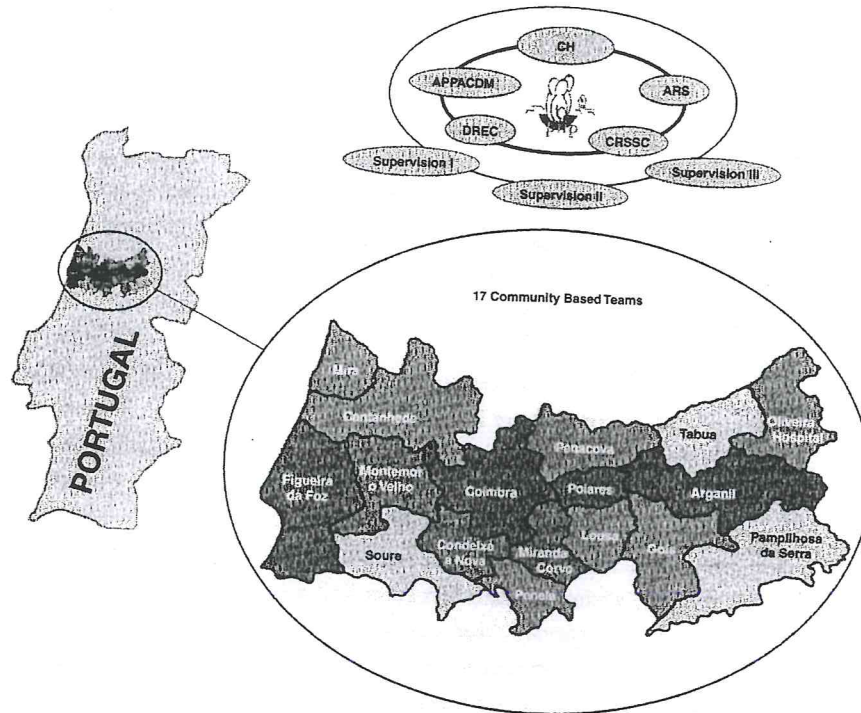 CH
APPACDM
ARS
DREC
CRSSC
PIIP
Supervision I
Supervision II
Supervision III
PORTUGAL
17 Community Based Teams
Mira
Cantanhede
Figueira
da Foz
Montemor
o Velho
Coimbra
Penacova
Tabua
Oliveira
Hospital
Poiares
Arganil
Soure
Condeixa
a Nova
Miranda
Corvo
Lousa
Gois
Pampilhosa
da Serra
Penela